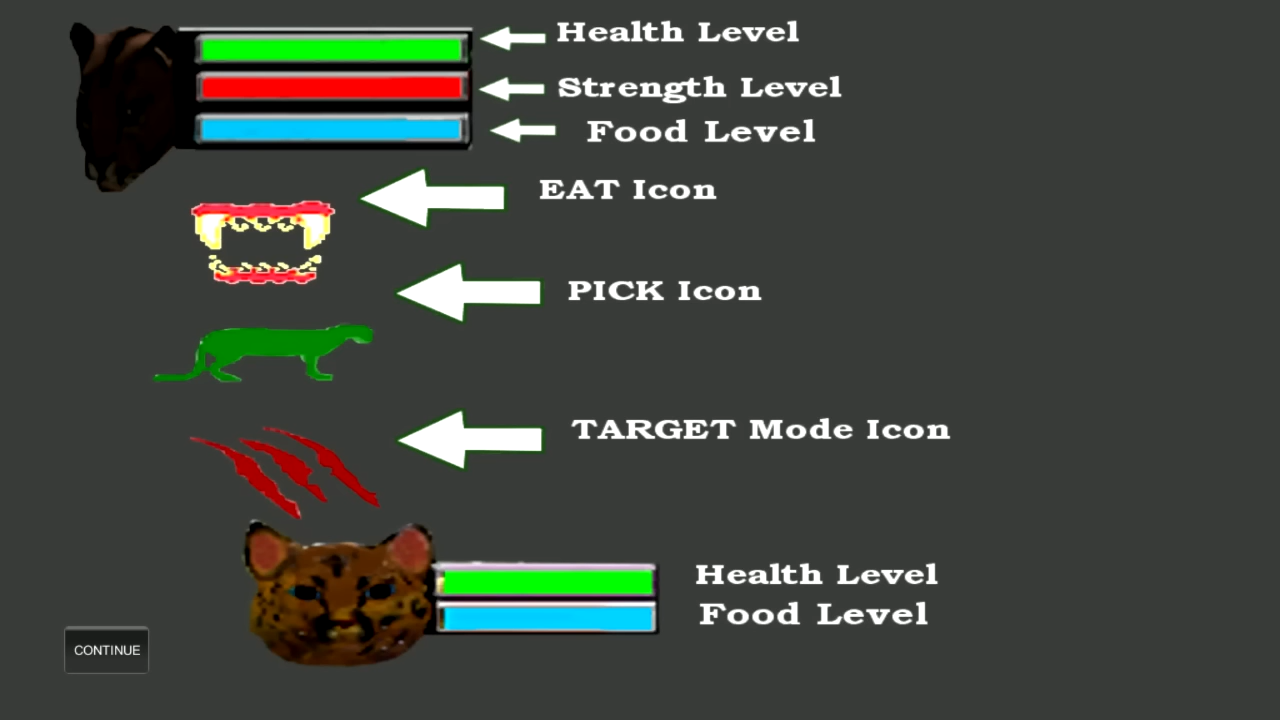 Health Level
Strength Level
Food Level
EAT Icon
PICK Icon
TARGET Mode Icon
Health Level
Food Level
CONTINUE